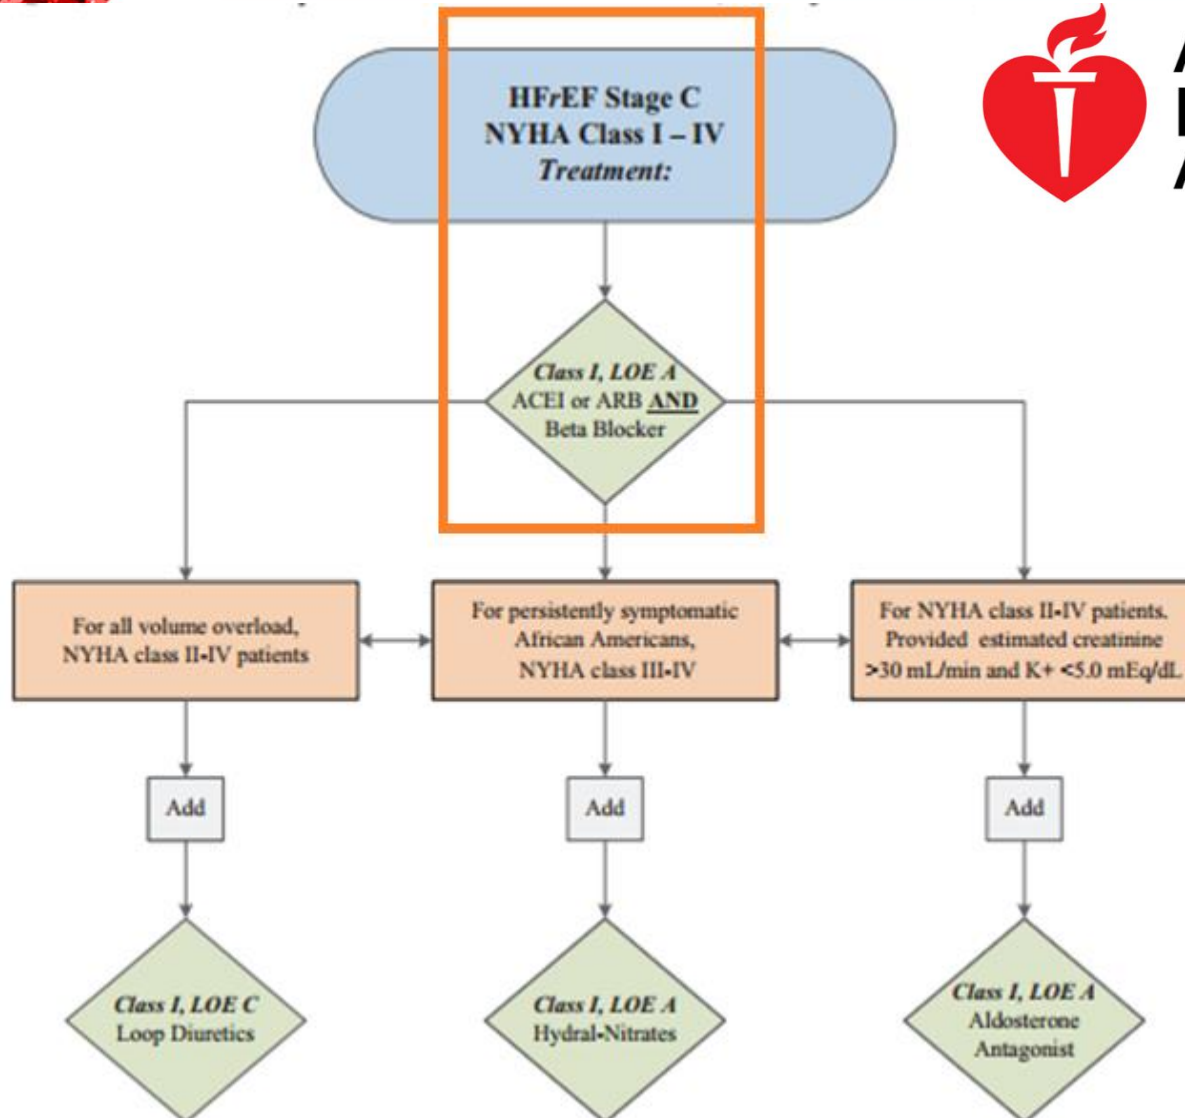 HFrEF Stage C
NYHA Class I – IV
Treatment:
Class I, LOE A
ACEI or ARB AND
Beta Blocker
For all volume overload,
NYHA class II-IV patients
For persistently symptomatic
African Americans,
NYHA class III-IV
For NYHA class II-IV patients.
Provided estimated creatinine
>30 mL/min and K+ <5.0 mEq/dL
Add
Add
Add
Class I, LOE C
Loop Diuretics
Class I, LOE A
Hydral-Nitrates
Class I, LOE A
Aldosterone
Antagonist